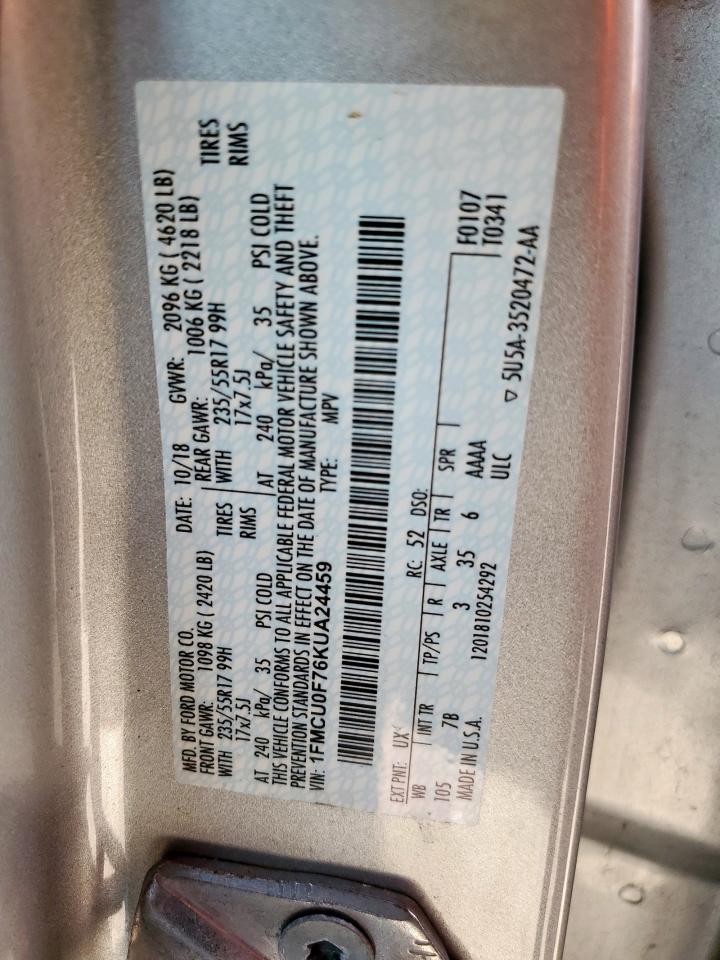 MFD. BY FORD MOTOR CO. DATE: 10/18 GVWR: 2096 KG ( 4620 LB)
FRONT GAWR: 1098 KG ( 2420 LB) REAR GAWR: 1006 KG ( 2218 LB)
WITH 235/55R17 99H TIRES WITH 235/55R17 99H TIRES
17x7.5J RIMS 17x7.5J RIMS
AT 240 kPa/ 35 PSI COLD AT 240 kPa/ 35 PSI COLD
THIS VEHICLE CONFORMS TO ALL APPLICABLE FEDERAL MOTOR VEHICLE SAFETY AND THEFT
PREVENTION STANDARDS IN EFFECT ON THE DATE OF MANUFACTURE SHOWN ABOVE.
VIN: 1FMCU0F76KUA24459 TYPE: MPV
EXT PNT: UX RC: 52 DSO: F0107
WB INT TR TP/PS R AXLE TR SPR T0341
105 7B 3 35 6 AAAA
MADE IN U.S.A. 1201810254292 ULC 5U5A-3520472-AA